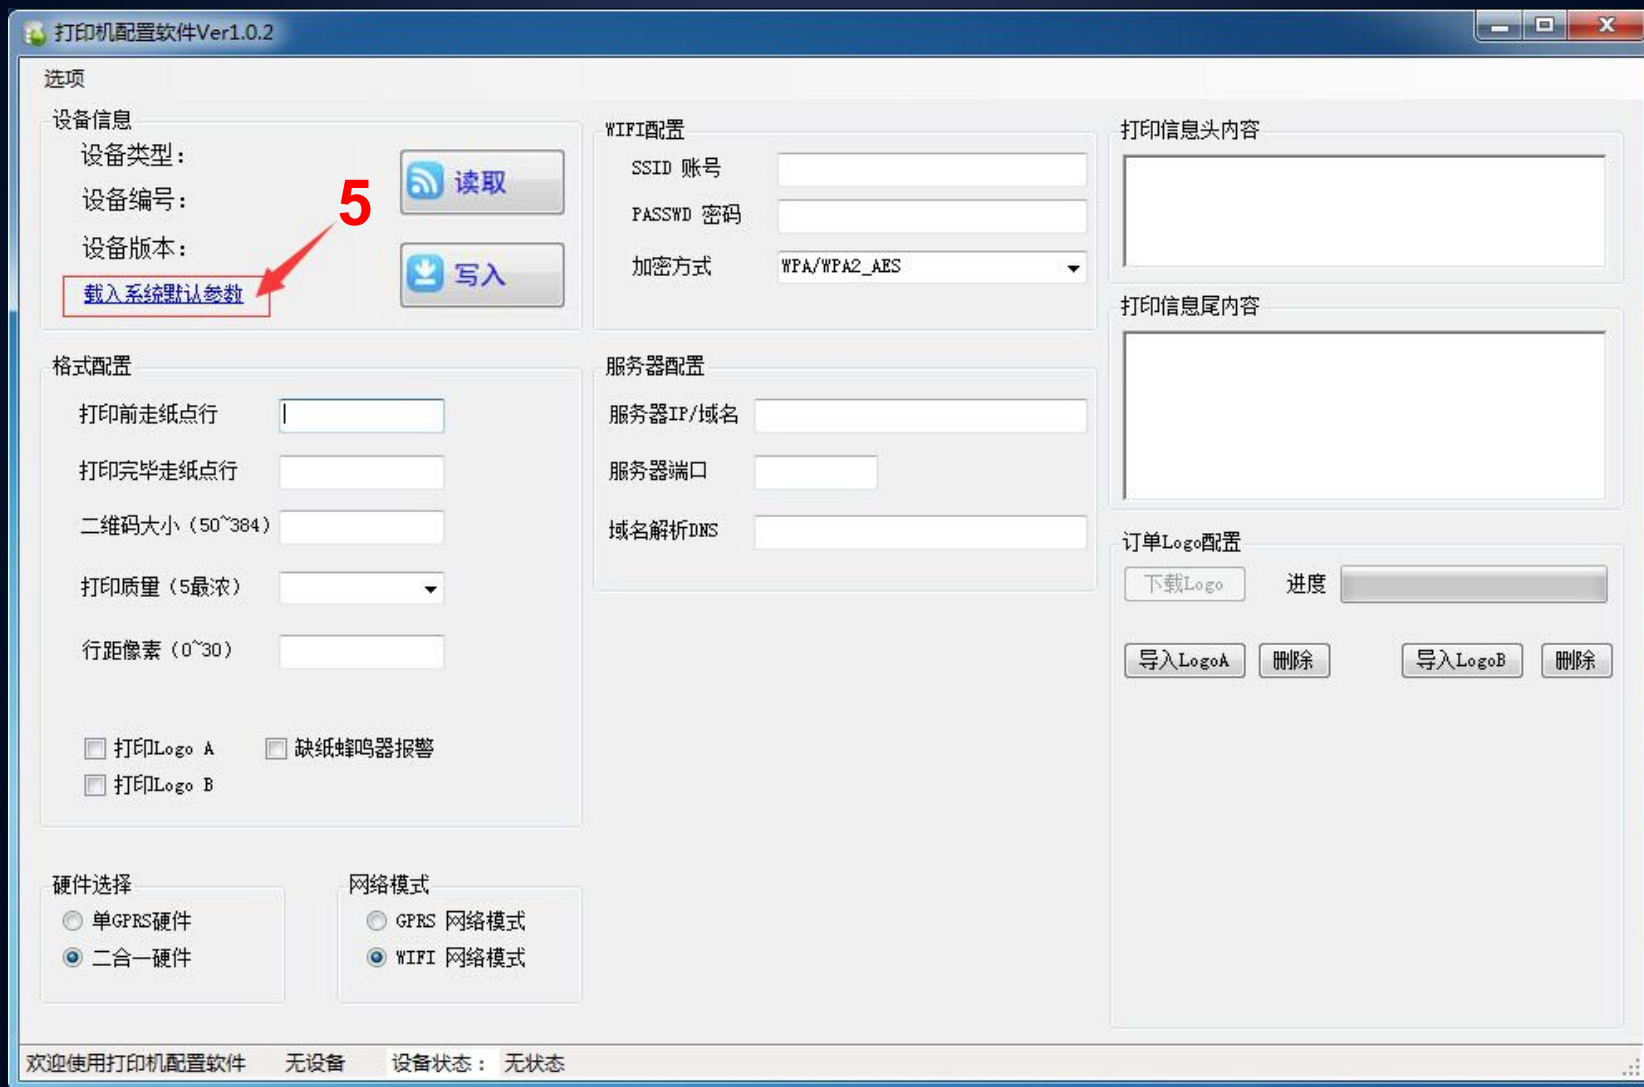 打印机配置软件Ver1.0.2
选项
设备信息
设备类型：
设备编号：
设备版本：
载入系统默认参数
5
读取
写入
WIFI配置
SSID 账号
PASSWD 密码
加密方式
WPA/WPA2_AES
打印信息头内容
打印信息尾内容
格式配置
打印前走纸点行
打印完毕走纸点行
二维码大小（50~384）
打印质量（5最浓）
行距像素（0~30）
打印Logo A
缺纸蜂鸣器报警
打印Logo B
服务器配置
服务器IP/域名
服务器端口
域名解析DNS
订单Logo配置
下载Logo
进度
导入LogoA
删除
导入LogoB
删除
硬件选择
单GPRS硬件
二合一硬件
网络模式
GPRS 网络模式
WIFI 网络模式
欢迎使用打印机配置软件 无设备 设备状态： 无状态